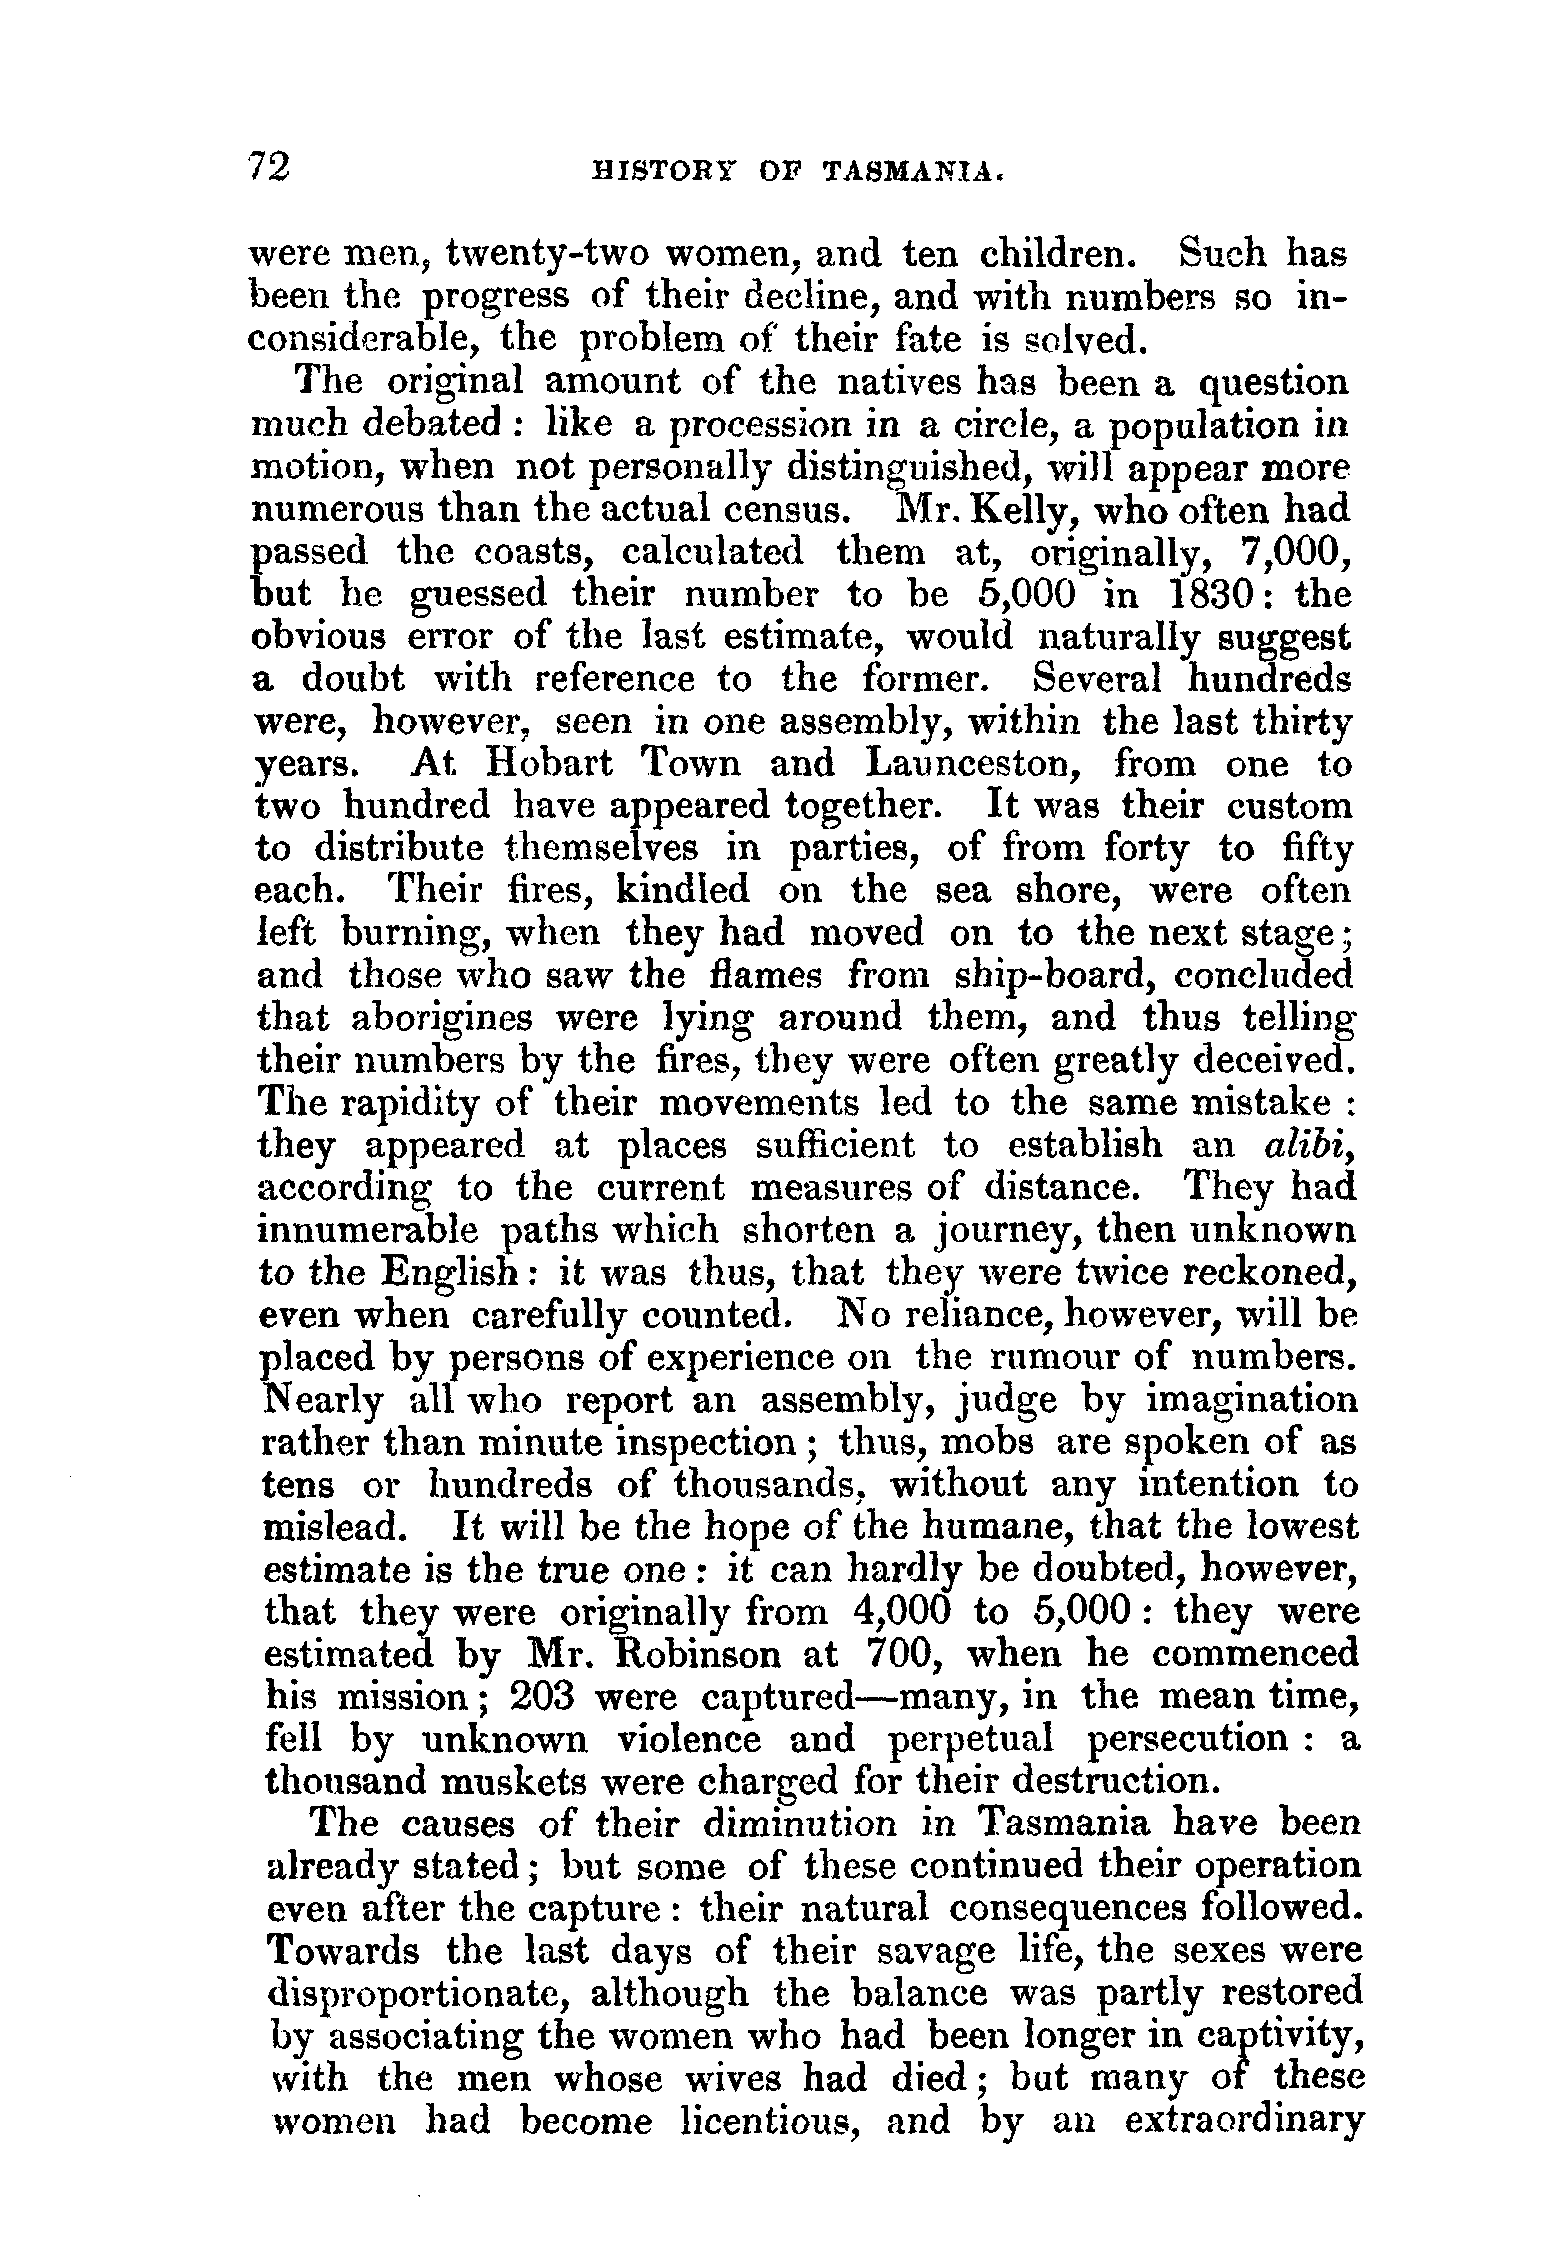 72 HISTORY OF TASMANIA.
were men, twenty-two women, and ten children. Such has
been the progress of their decline, and with numbers so in-
considerable, the problem of their fate is solved.
The original amount of the natives has been a question
much debated : like a procession in a circle, a population in
motion, when not personally distinguished, will appear more
numerous than the actual census. Mr. Kelly, who often had
passed the coasts, calculated them at, originally, 7,000,
but he guessed their number to be 5,000 in 1830: the
obvious error of the last estimate, would naturally suggest
a doubt with reference to the former. Several hundreds
were, however, seen in one assembly, within the last thirty
years. At Hobart Town and Launceston, from one to
two hundred have appeared together. It was their custom
to distribute themselves in parties, of from forty to fifty
each. Their fires, kindled on the sea shore, were often
left burning, when they had moved on to the next stage;
and those who saw the flames from ship-board, concluded
that aborigines were lying around them, and thus telling
their numbers by the fires, they were often greatly deceived.
The rapidity of their movements led to the same mistake :
they appeared at places sufficient to establish an alibi,
according to the current measures of distance. They had
innumerable paths which shorten a journey, then unknown
to the English: it was thus, that they were twice reckoned,
even when carefully counted. No reliance, however, will be
placed by persons of experience on the rumour of numbers.
Nearly all who report an assembly, judge by imagination
rather than minute inspection ; thus, mobs are spoken of as
tens or hundreds of thousands, without any intention to
mislead. It will be the hope of the humane, that the lowest
estimate is the true one : it can hardly be doubted, however,
that they were originally from 4,000 to 5,000 : they were
estimated by Mr. Robinson at 700, when he commenced
his mission ; 203 were captured—many, in the mean time,
fell by unknown violence and perpetual persecution : a
thousand muskets were charged for their destruction.
The causes of their diminution in Tasmania have been
already stated ; but some of these continued their operation
even after the capture : their natural consequences followed.
Towards the last days of their savage life, the sexes were
disproportionate, although the balance was partly restored
by associating the women who had been longer in captivity,
with the men whose wives had died ; but many of these
women had become licentious, and by an extraordinary